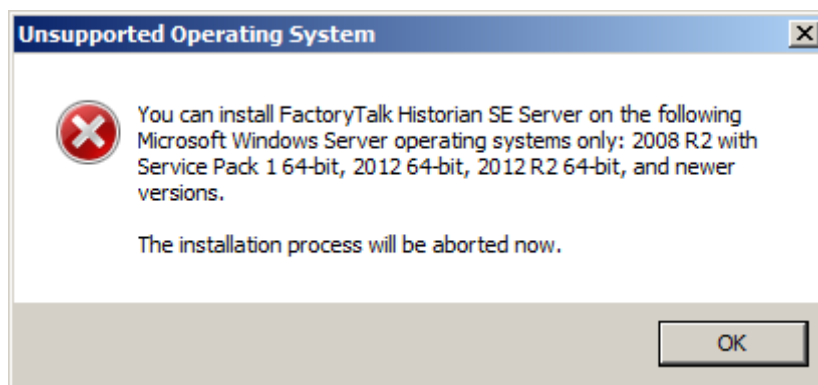 Unsupported Operating System
You can install FactoryTalk Historian SE Server on the following
Microsoft Windows Server operating systems only: 2008 R2 with
Service Pack 1 64-bit, 2012 64-bit, 2012 R2 64-bit, and newer
versions.
The installation process will be aborted now.
OK